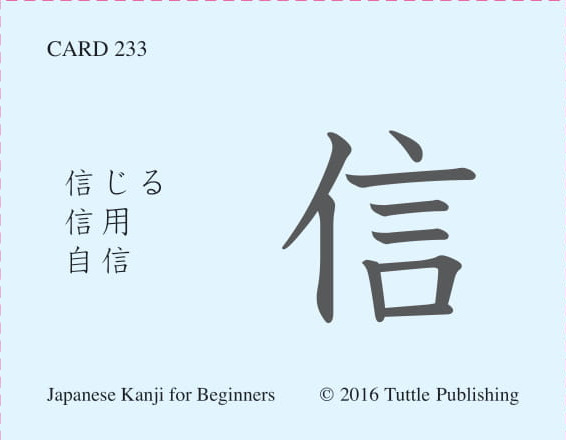 CARD 233
信じる
信用
自信
信
Japanese Kanji for Beginners © 2016 Tuttle Publishing